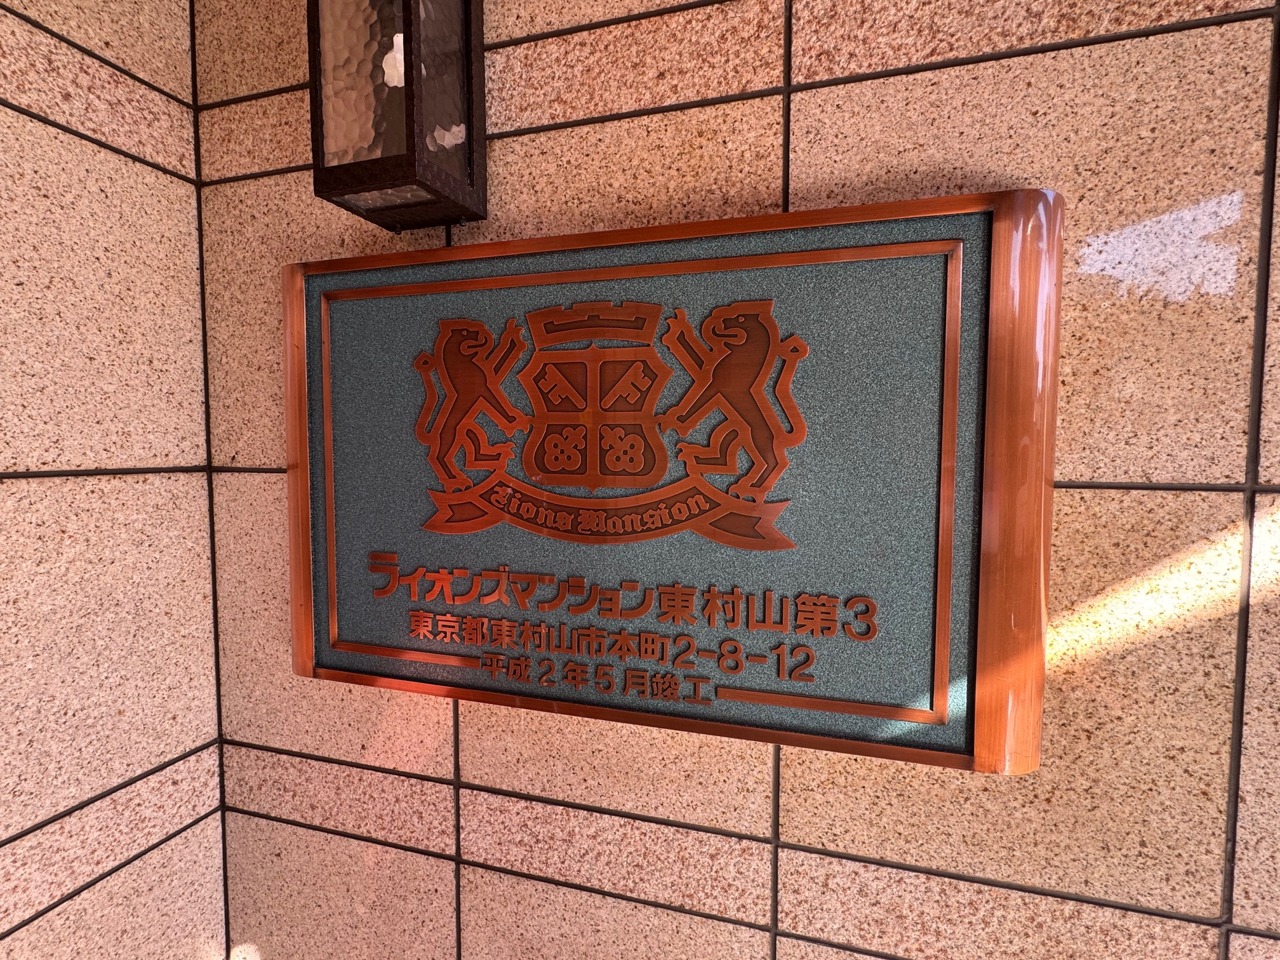 Lions Mansion
ライオンズマンション東村山第3
東京都東村山市本町2-8-12
平成2年5月竣工